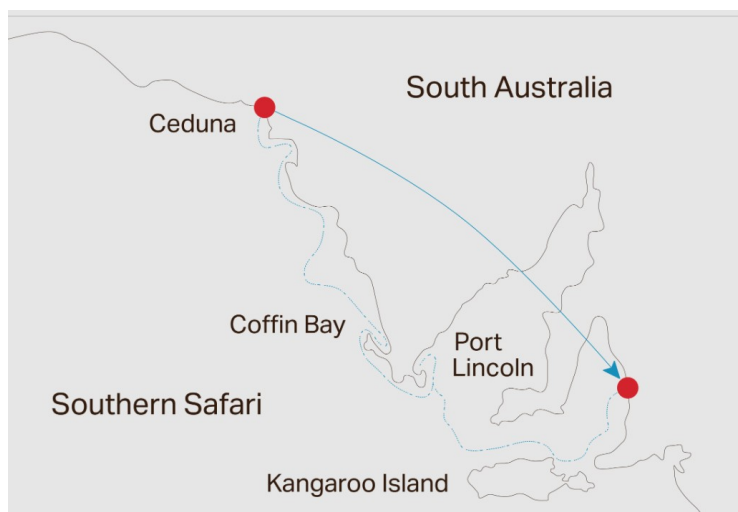 South Australia
Ceduna
Coffin Bay
Port
Lincoln
Southern Safari
Kangaroo Island